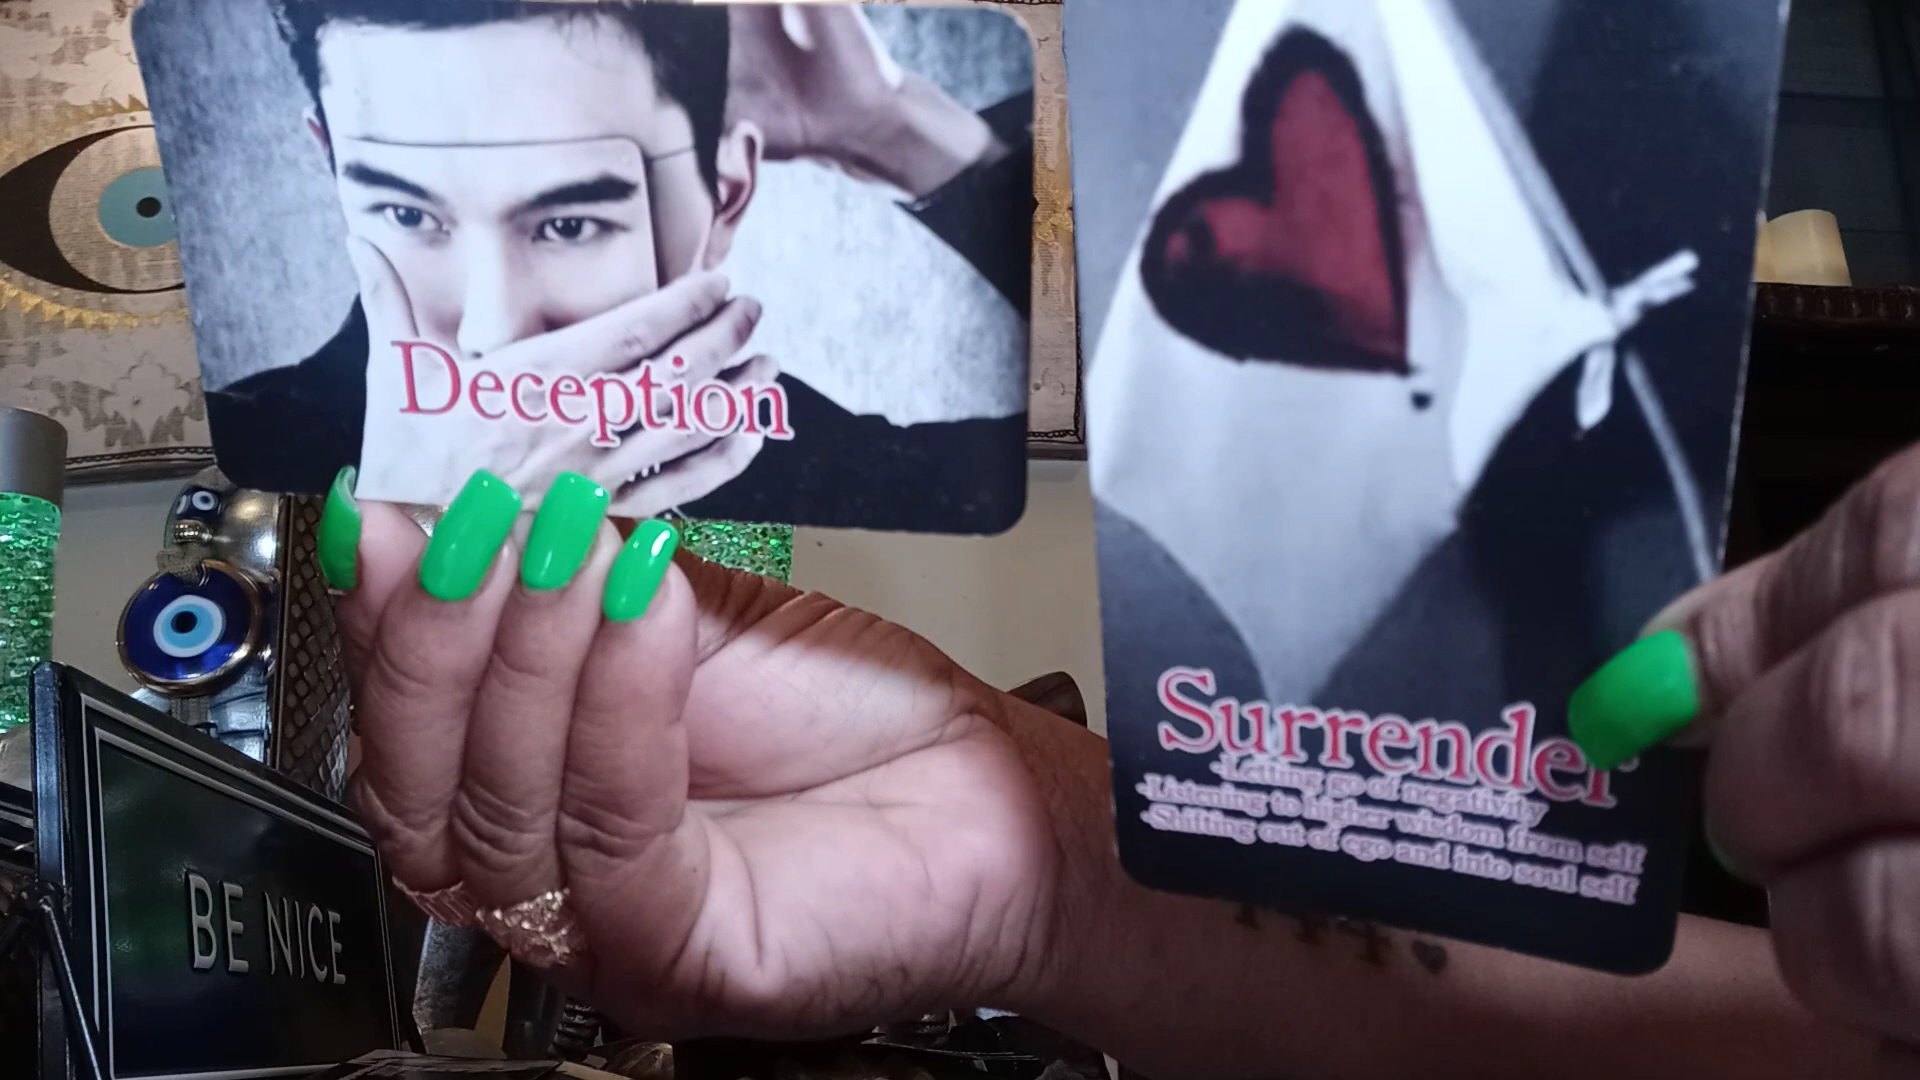 Deception
Surrender
-Letting go of negativity
-Listening to higher wisdom from self
-Shifting out of ego and into soul self
BE NICE